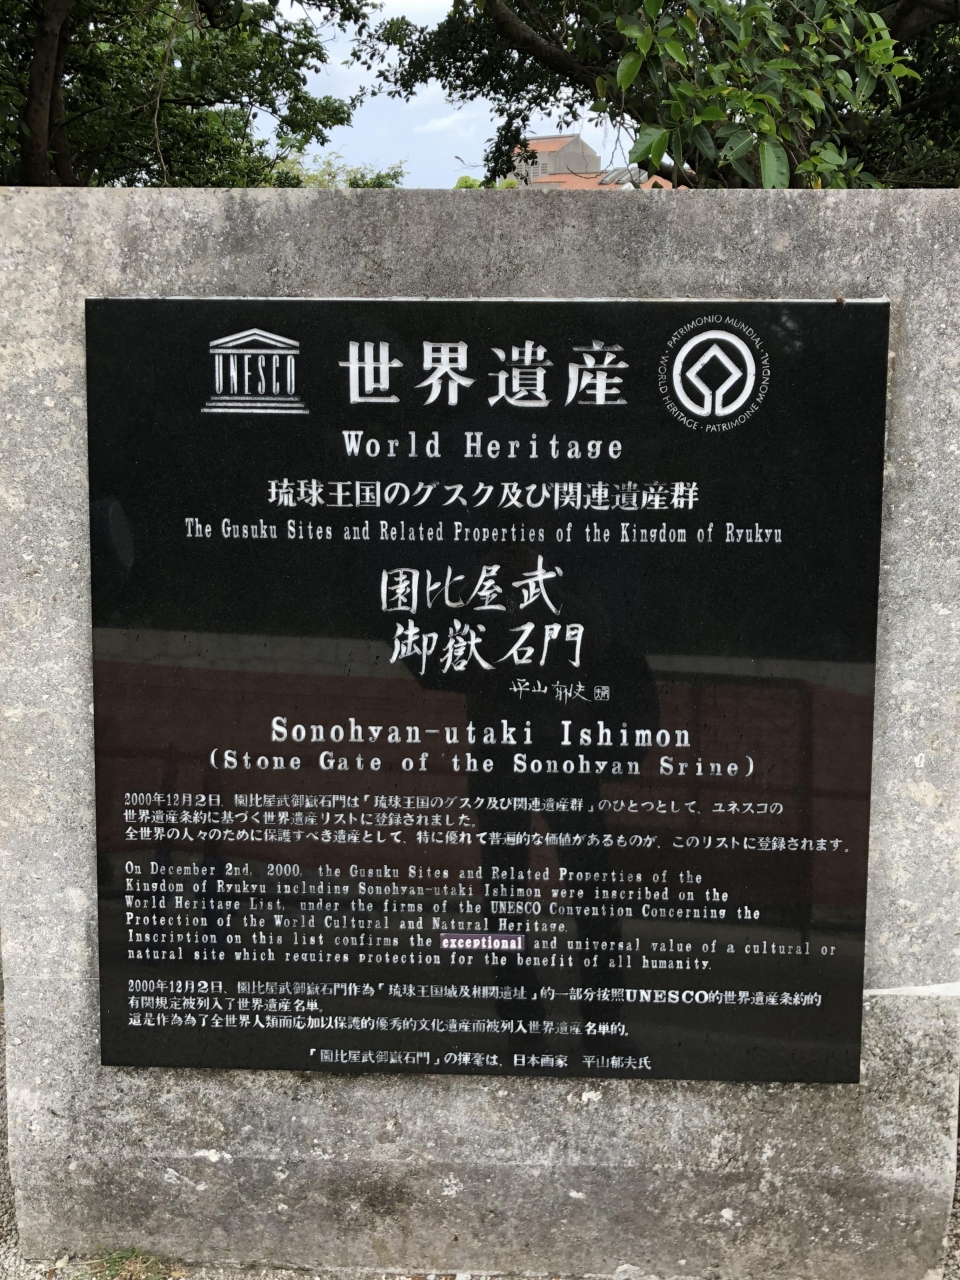 UNESCO
世界遺産
WORLD HERITAGE · PATRIMONIO MUNDIAL · PATRIMOINE MONDIAL ·
World Heritage
琉球王国のグスク及び関連遺産群
The Gusuku Sites and Related Properties of the Kingdom of Ryukyu
園比屋武
御嶽石門
平山郁夫
Sonohyan-utaki Ishimon
(Stone Gate of the Sonohyan Srine)
2000年12月2日、園比屋武御嶽石門は「琉球王国のグスク及び関連遺産群」のひとつとして、ユネスコの
世界遺産条約に基づく世界遺産リストに登録されました。
全世界の人々のために保護すべき遺産として、特に優れて普遍的な価値があるものが、このリストに登録されます。
On December 2nd, 2000, the Gusuku Sites and Related Properties of the
Kingdom of Ryukyu including Sonohyan-utaki Ishimon were inscribed on the
World Heritage List, under the firms of the UNESCO Convention Concerning the
Protection of the World Cultural and Natural Heritage.
Inscription on this list confirms the exceptional and universal value of a cultural or
natural site which requires protection for the benefit of all humanity.
2000年12月2日、園比屋武御嶽石門作為「琉球王国城及相関遺址」的一部分按照UNESCO的世界遺産条約的
有関規定被列入了世界遺産名単。
這是作為為了全世界人類而応加以保護的優秀的文化遺産而被列入世界遺産名単的。
「園比屋武御嶽石門」の揮毫は、日本画家 平山郁夫氏